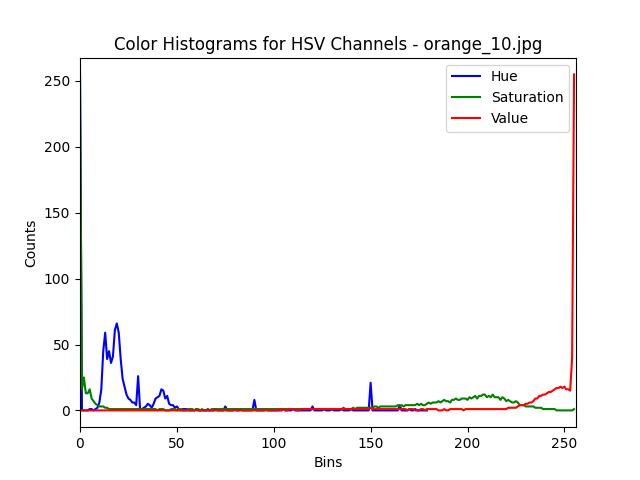 Color Histograms for HSV Channels - orange_10.jpg
Hue
Saturation
Value
Counts
250
200
150
100
50
0
0 50 100 150 200 250
Bins